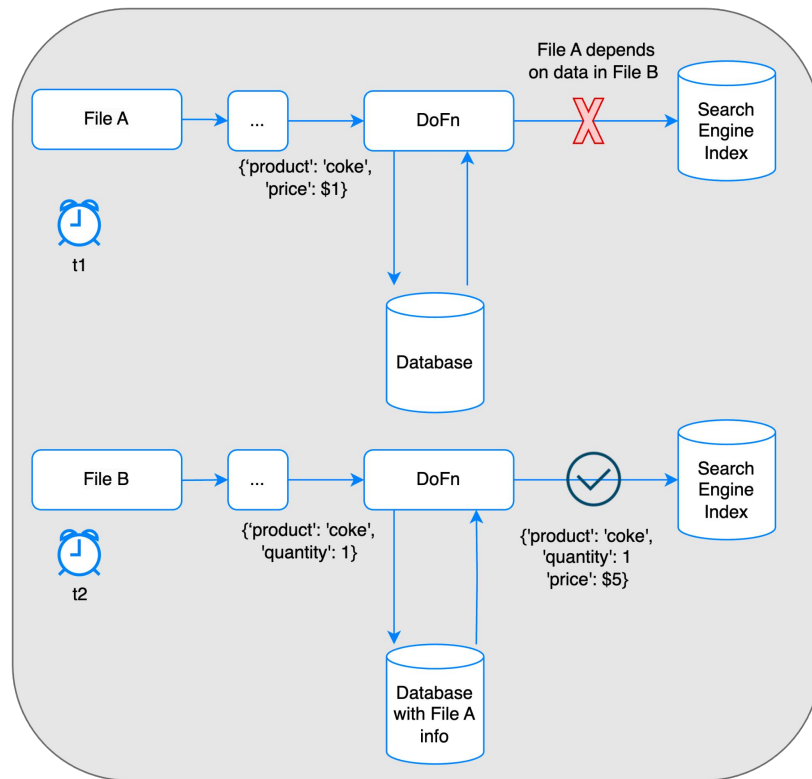 File A depends
on data in File B
File A
...
DoFn
Search
Engine
Index
{‘product': 'coke',
'price': $1}
t1
Database
File B
...
DoFn
Search
Engine
Index
{‘product': 'coke',
'quantity': 1}
{‘product': 'coke',
'quantity': 1
'price': $5}
t2
Database
with File A
info